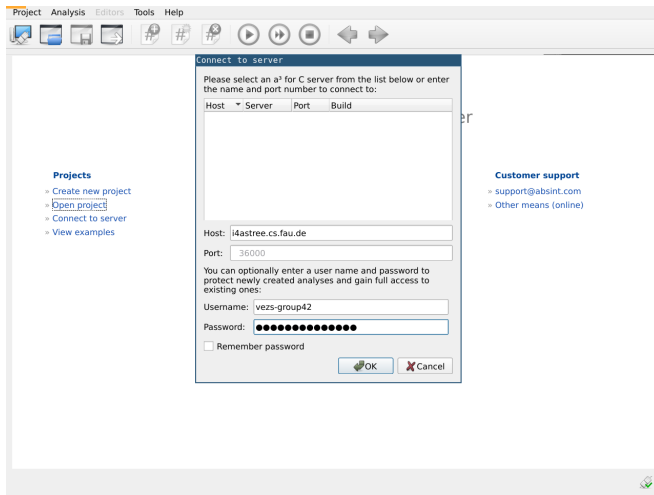 Project Analysis Editors Tools Help
Connect to server
Please select an a³ for C server from the list below or enter
the name and port number to connect to:
Host Server Port Build
er
Projects
» Create new project
» Open project
» Connect to server
» View examples
Customer support
» support@absint.com
» Other means (online)
Host: i4astree.cs.fau.de
Port: 36000
You can optionally enter a user name and password to
protect newly created analyses and gain full access to
existing ones:
Username: vezs-group42
Password: ●●●●●●●●●●●●●●
Remember password
OK Cancel